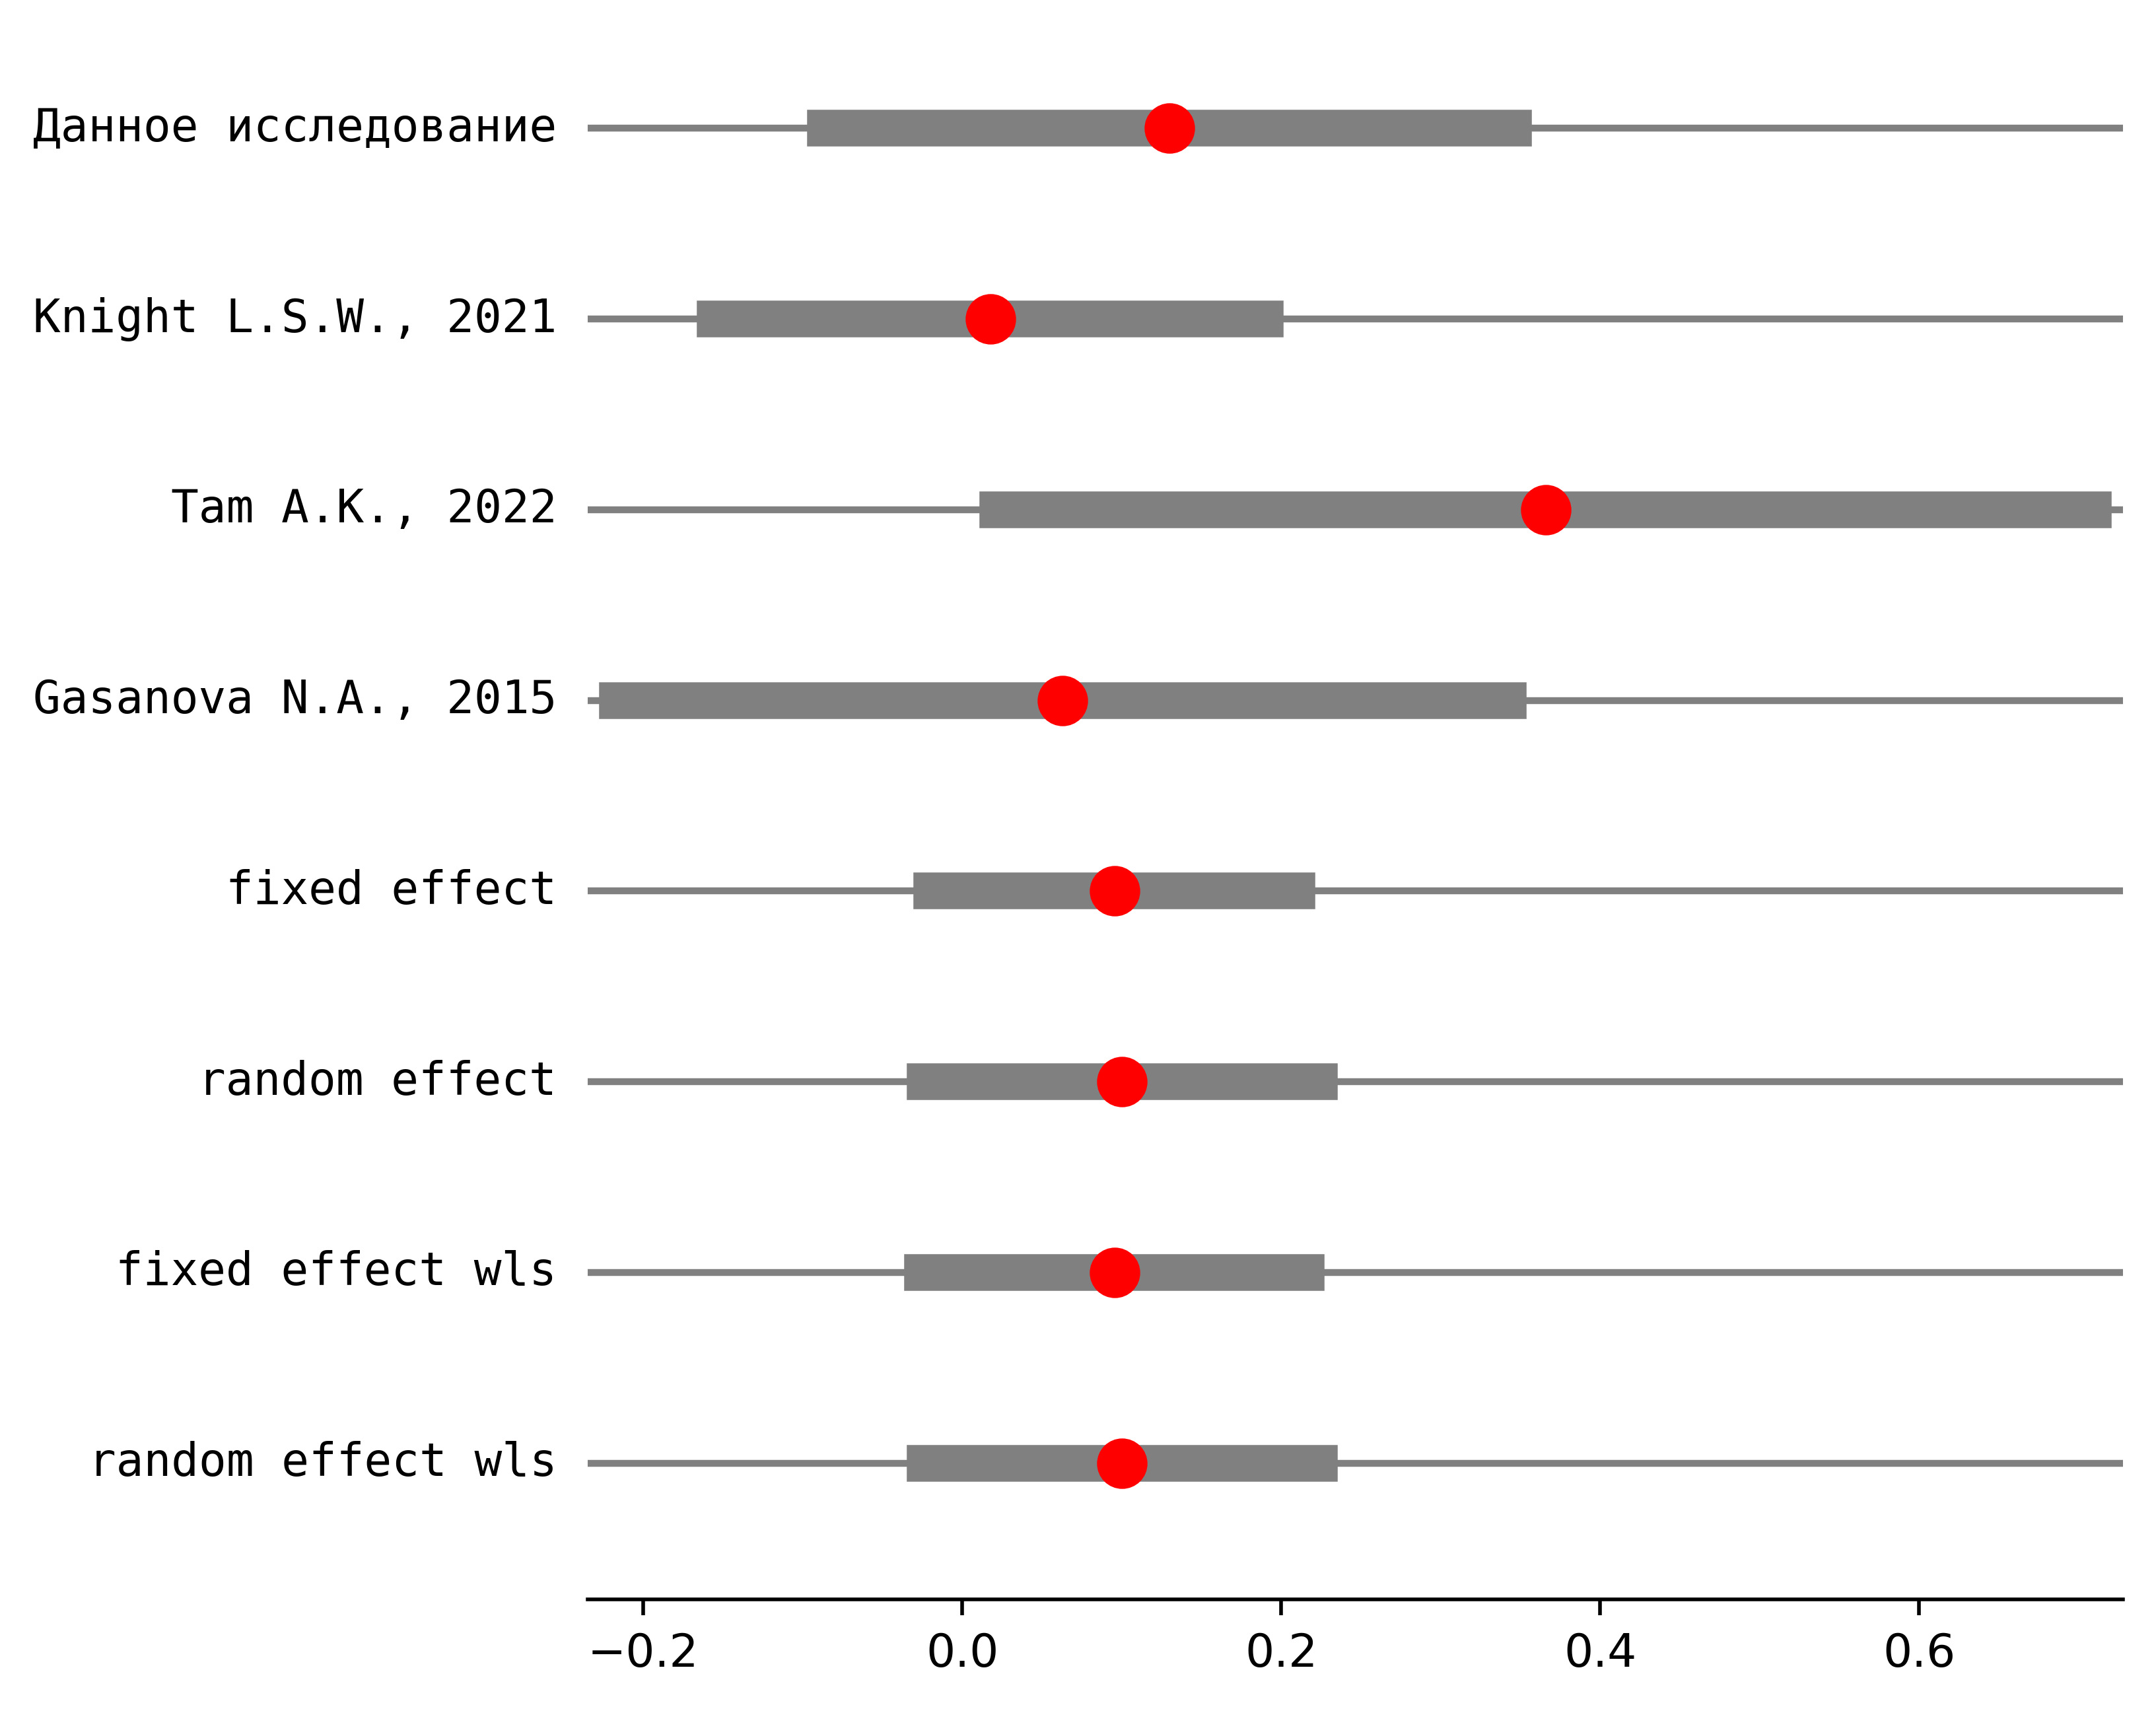 Данное исследование
Knight L.S.W., 2021
Tam A.K., 2022
Gasanova N.A., 2015
fixed effect
random effect
fixed effect wls
random effect wls
−0.2 0.0 0.2 0.4 0.6